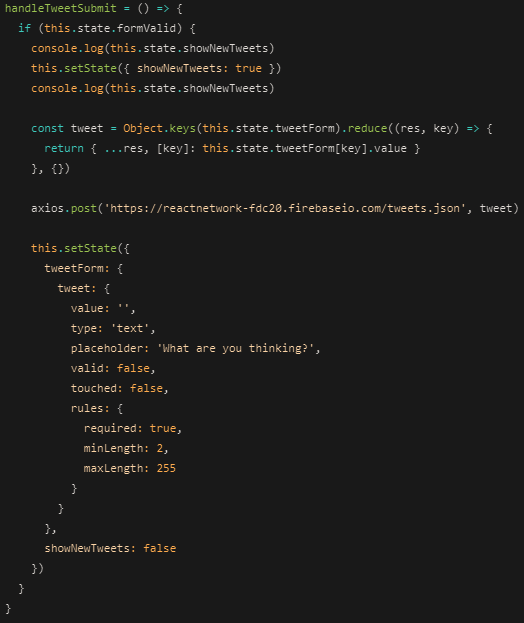 handleTweetSubmit = () => {
  if (this.state.formValid) {
    console.log(this.state.showNewTweets)
    this.setState({ showNewTweets: true })
    console.log(this.state.showNewTweets)

    const tweet = Object.keys(this.state.tweetForm).reduce((res, key) => {
      return { ...res, [key]: this.state.tweetForm[key].value }
    }, {})

    axios.post('https://reactnetwork-fdc20.firebaseio.com/tweets.json', tweet)

    this.setState({
      tweetForm: {
        tweet: {
          value: '',
          type: 'text',
          placeholder: 'What are you thinking?',
          valid: false,
          touched: false,
          rules: {
            required: true,
            minLength: 2,
            maxLength: 255
          }
        }
      },
      showNewTweets: false
    })
  }
}